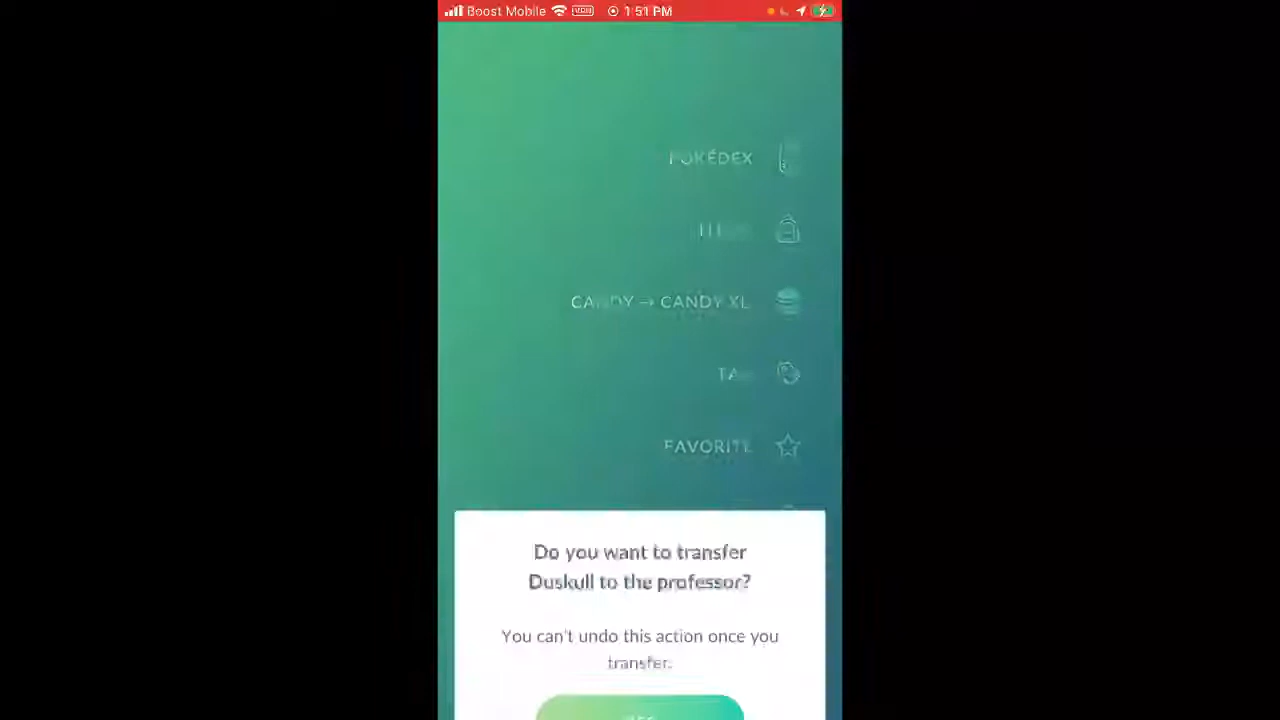 Boost Mobile VPN 1:51 PM
POKÉDEX
CANDY → CANDY XL
FAVORITE
Do you want to transfer
Duskull to the professor?
You can't undo this action once you
transfer.